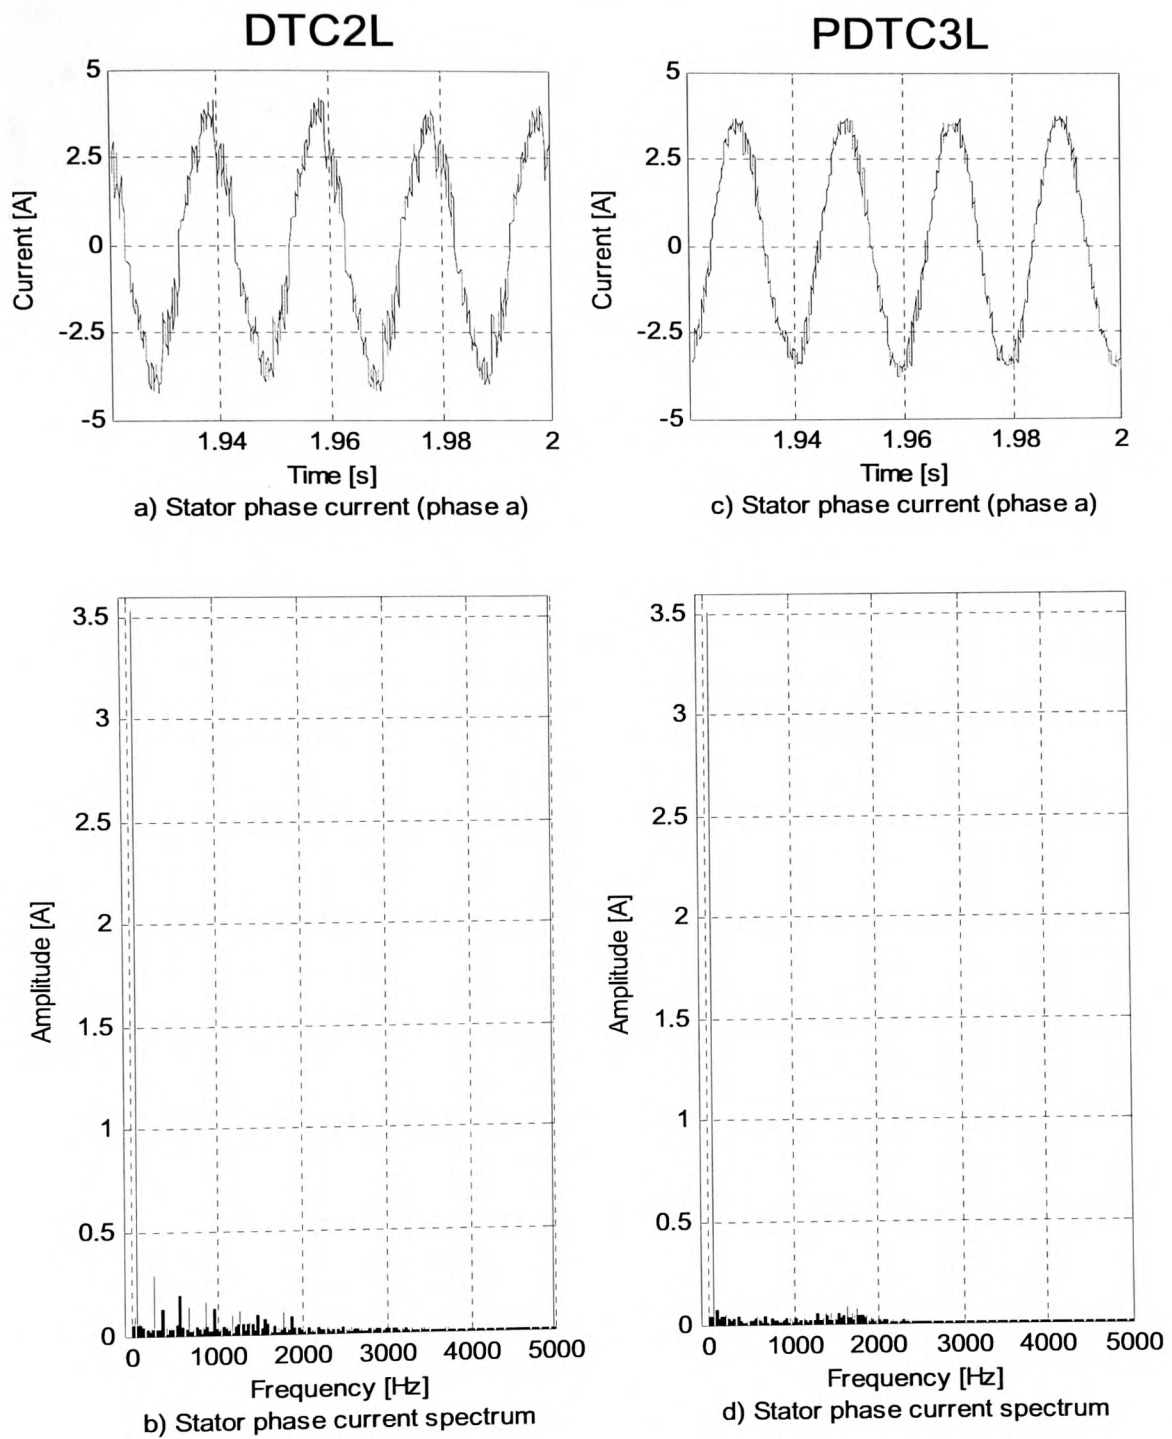 DTC2L
PDTC3L
5
2.5
0
-2.5
-5
Current [A]
1.94 1.96 1.98 2
Time [s]
a) Stator phase current (phase a)
5
2.5
0
-2.5
-5
Current [A]
1.94 1.96 1.98 2
Time [s]
c) Stator phase current (phase a)
3.5
3
2.5
2
1.5
1
0.5
0
Amplitude [A]
0 1000 2000 3000 4000 5000
Frequency [Hz]
b) Stator phase current spectrum
3.5
3
2.5
2
1.5
1
0.5
0
Amplitude [A]
0 1000 2000 3000 4000 5000
Frequency [Hz]
d) Stator phase current spectrum